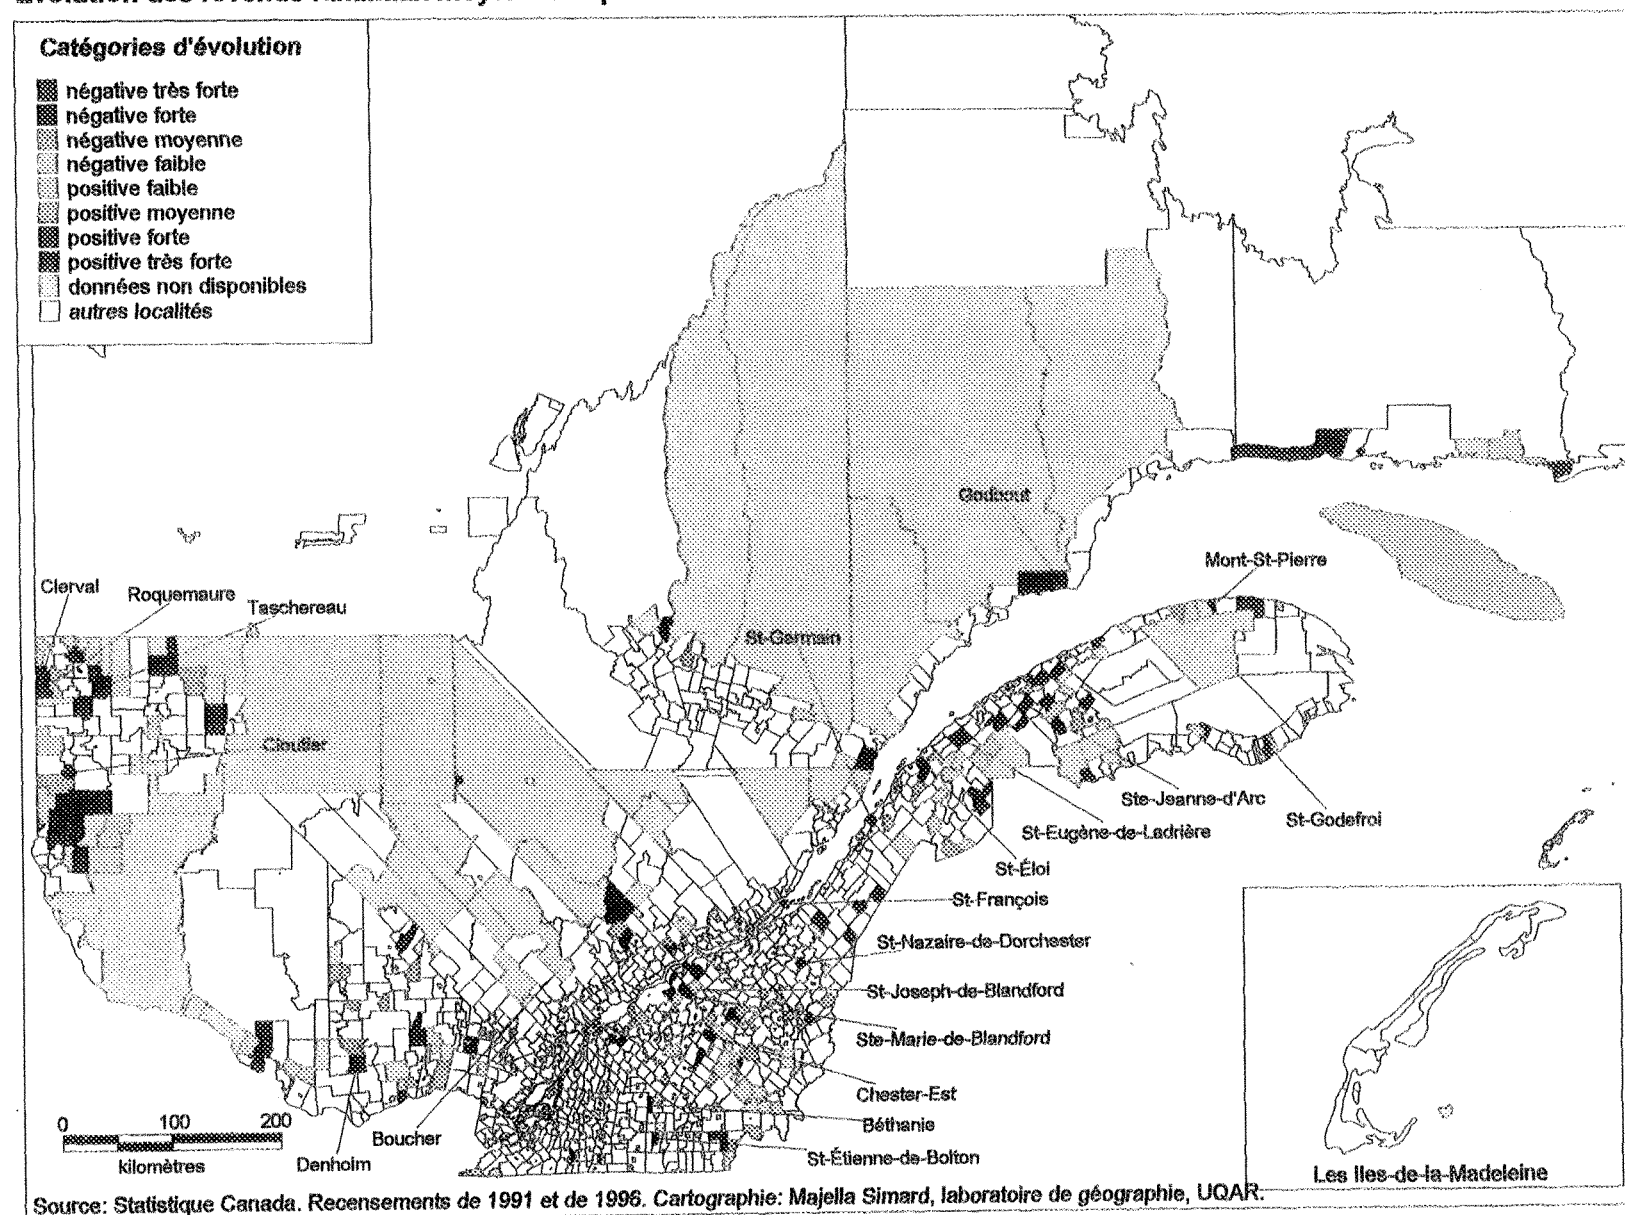 Catégories d'évolution
négative très forte
négative forte
négative moyenne
négative faible
positive faible
positive moyenne
positive forte
positive très forte
données non disponibles
autres localités
Godbout
Mont-St-Pierre
Clerval
Roquemaure
Taschereau
St-Germain
Cloutier
Ste-Jeanne-d'Arc
St-Godefroi
St-Eugène-de-Ladrière
St-Éloi
St-François
St-Nazaire-de-Dorchester
St-Joseph-de-Blandford
Ste-Marie-de-Blandford
Chester-Est
Béthanie
St-Étienne-de-Bolton
Boucher
Denholm
0 100 200
kilomètres
Les Iles-de-la-Madeleine
Source: Statistique Canada. Recensements de 1991 et de 1996. Cartographie: Majella Simard, laboratoire de géographie, UQAR.